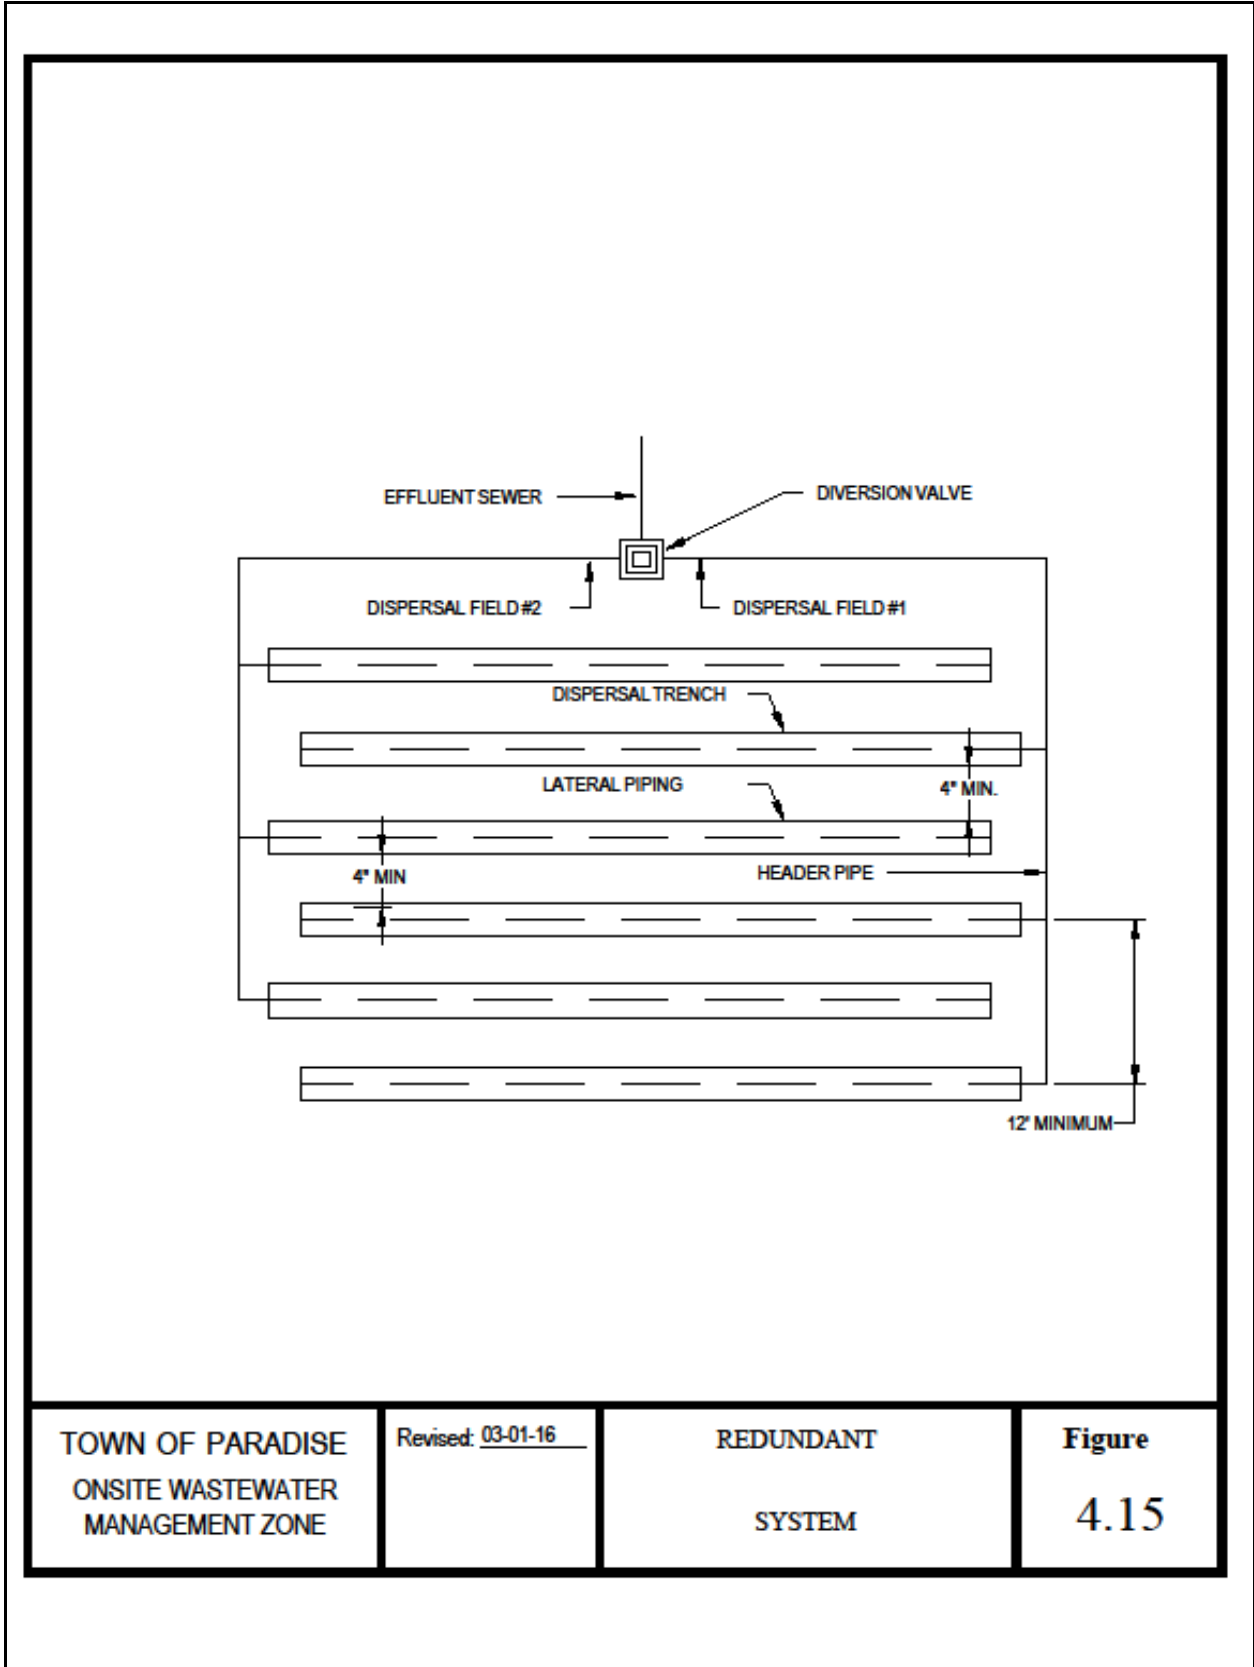 EFFLUENT SEWER
DIVERSION VALVE
DISPERSAL FIELD #2
DISPERSAL FIELD #1
DISPERSAL TRENCH
LATERAL PIPING
4" MIN.
4" MIN
HEADER PIPE
12' MINIMUM
TOWN OF PARADISE
ONSITE WASTEWATER
MANAGEMENT ZONE
Revised: 03-01-16
REDUNDANT
SYSTEM
Figure
4.15